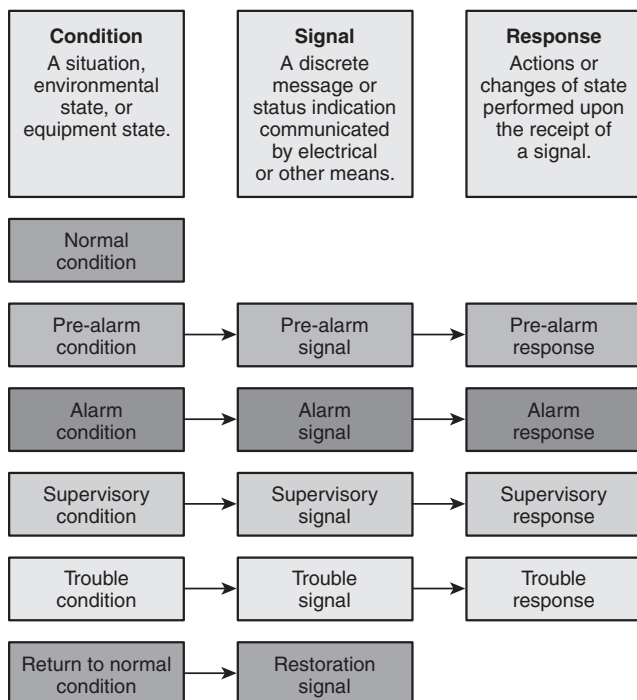 Condition
A situation,
environmental
state, or
equipment state.
Signal
A discrete
message or
status indication
communicated
by electrical
or other means.
Response
Actions or
changes of state
performed upon
the receipt of
a signal.
Normal
condition
Pre-alarm
condition
Pre-alarm
signal
Pre-alarm
response
Alarm
condition
Alarm
signal
Alarm
response
Supervisory
condition
Supervisory
signal
Supervisory
response
Trouble
condition
Trouble
signal
Trouble
response
Return to normal
condition
Restoration
signal